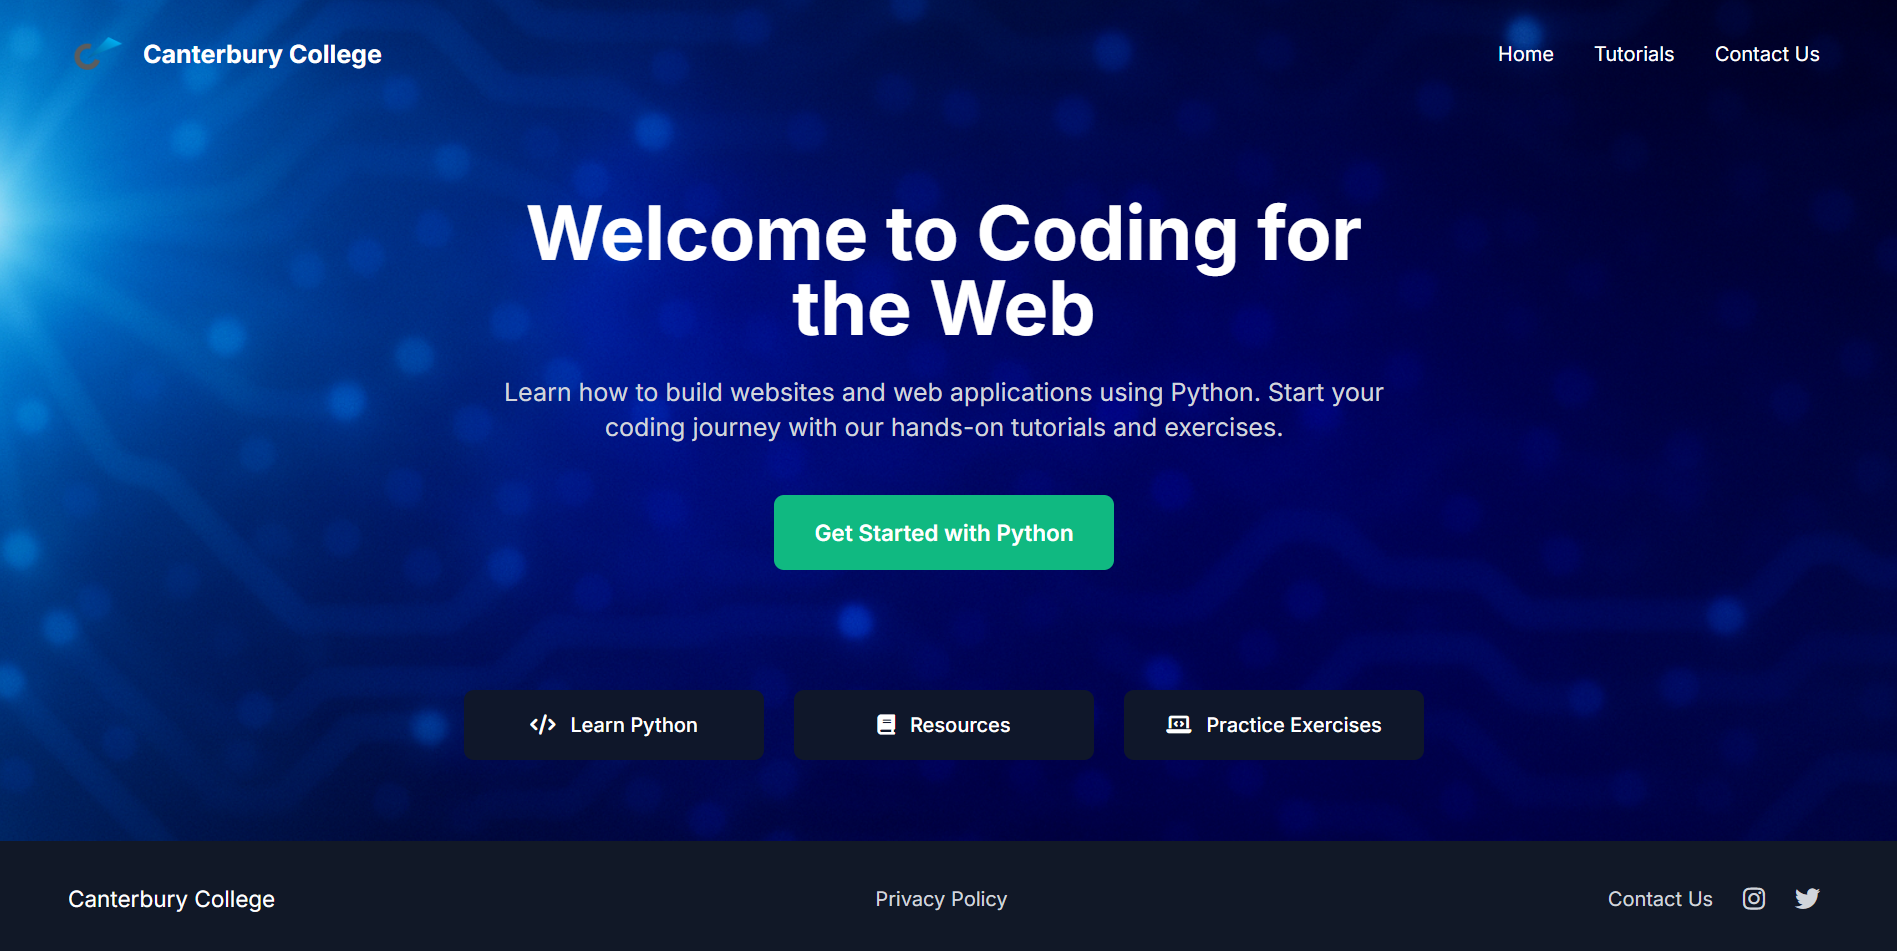 Canterbury College
Home
Tutorials
Contact Us
Welcome to Coding for
the Web
Learn how to build websites and web applications using Python. Start your
coding journey with our hands-on tutorials and exercises.
Get Started with Python
Learn Python
Resources
Practice Exercises
Canterbury College
Privacy Policy
Contact Us